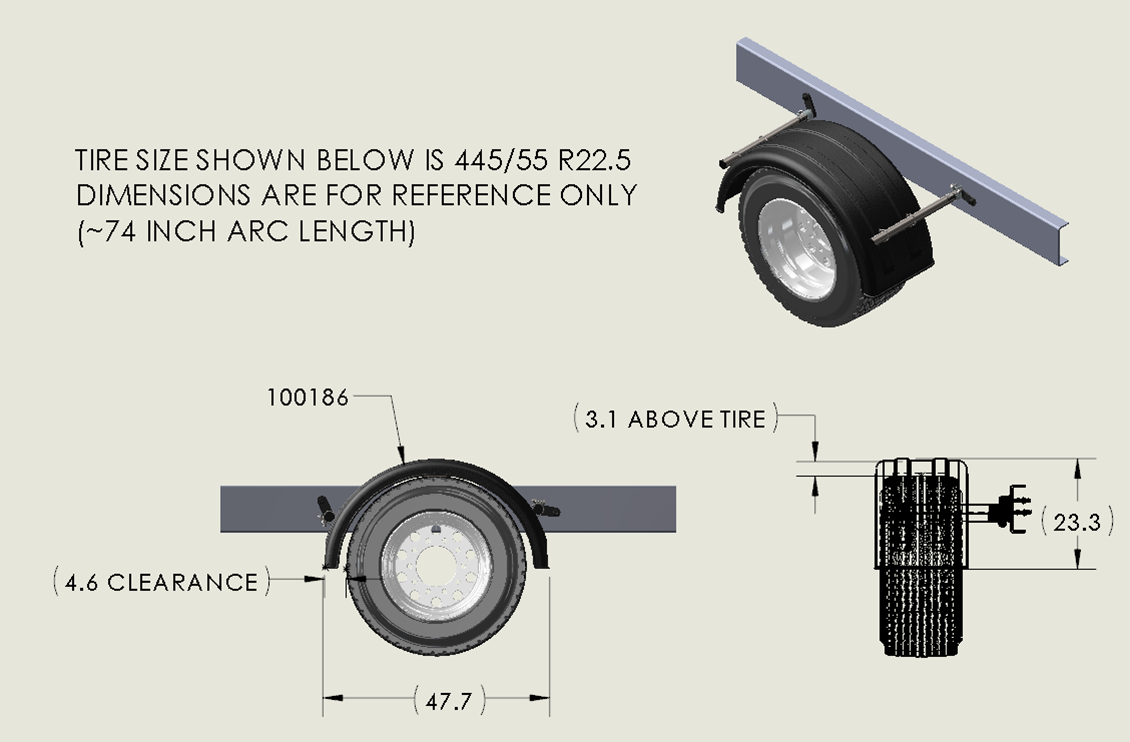 TIRE SIZE SHOWN BELOW IS 445/55 R22.5
DIMENSIONS ARE FOR REFERENCE ONLY
(~74 INCH ARC LENGTH)
100186
(3.1 ABOVE TIRE)
(23.3)
(4.6 CLEARANCE)
(47.7)